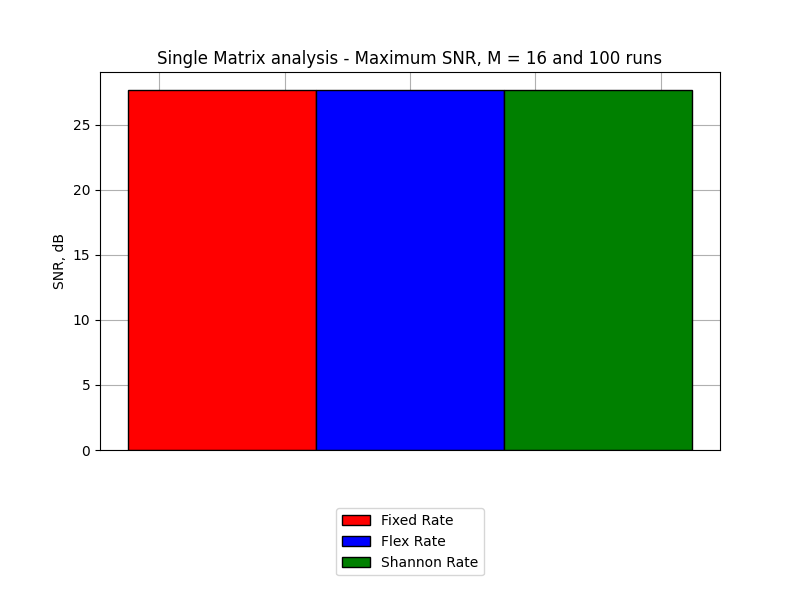 Single Matrix analysis - Maximum SNR, M = 16 and 100 runs
25
20
15
10
5
0
SNR, dB
Fixed Rate
Flex Rate
Shannon Rate